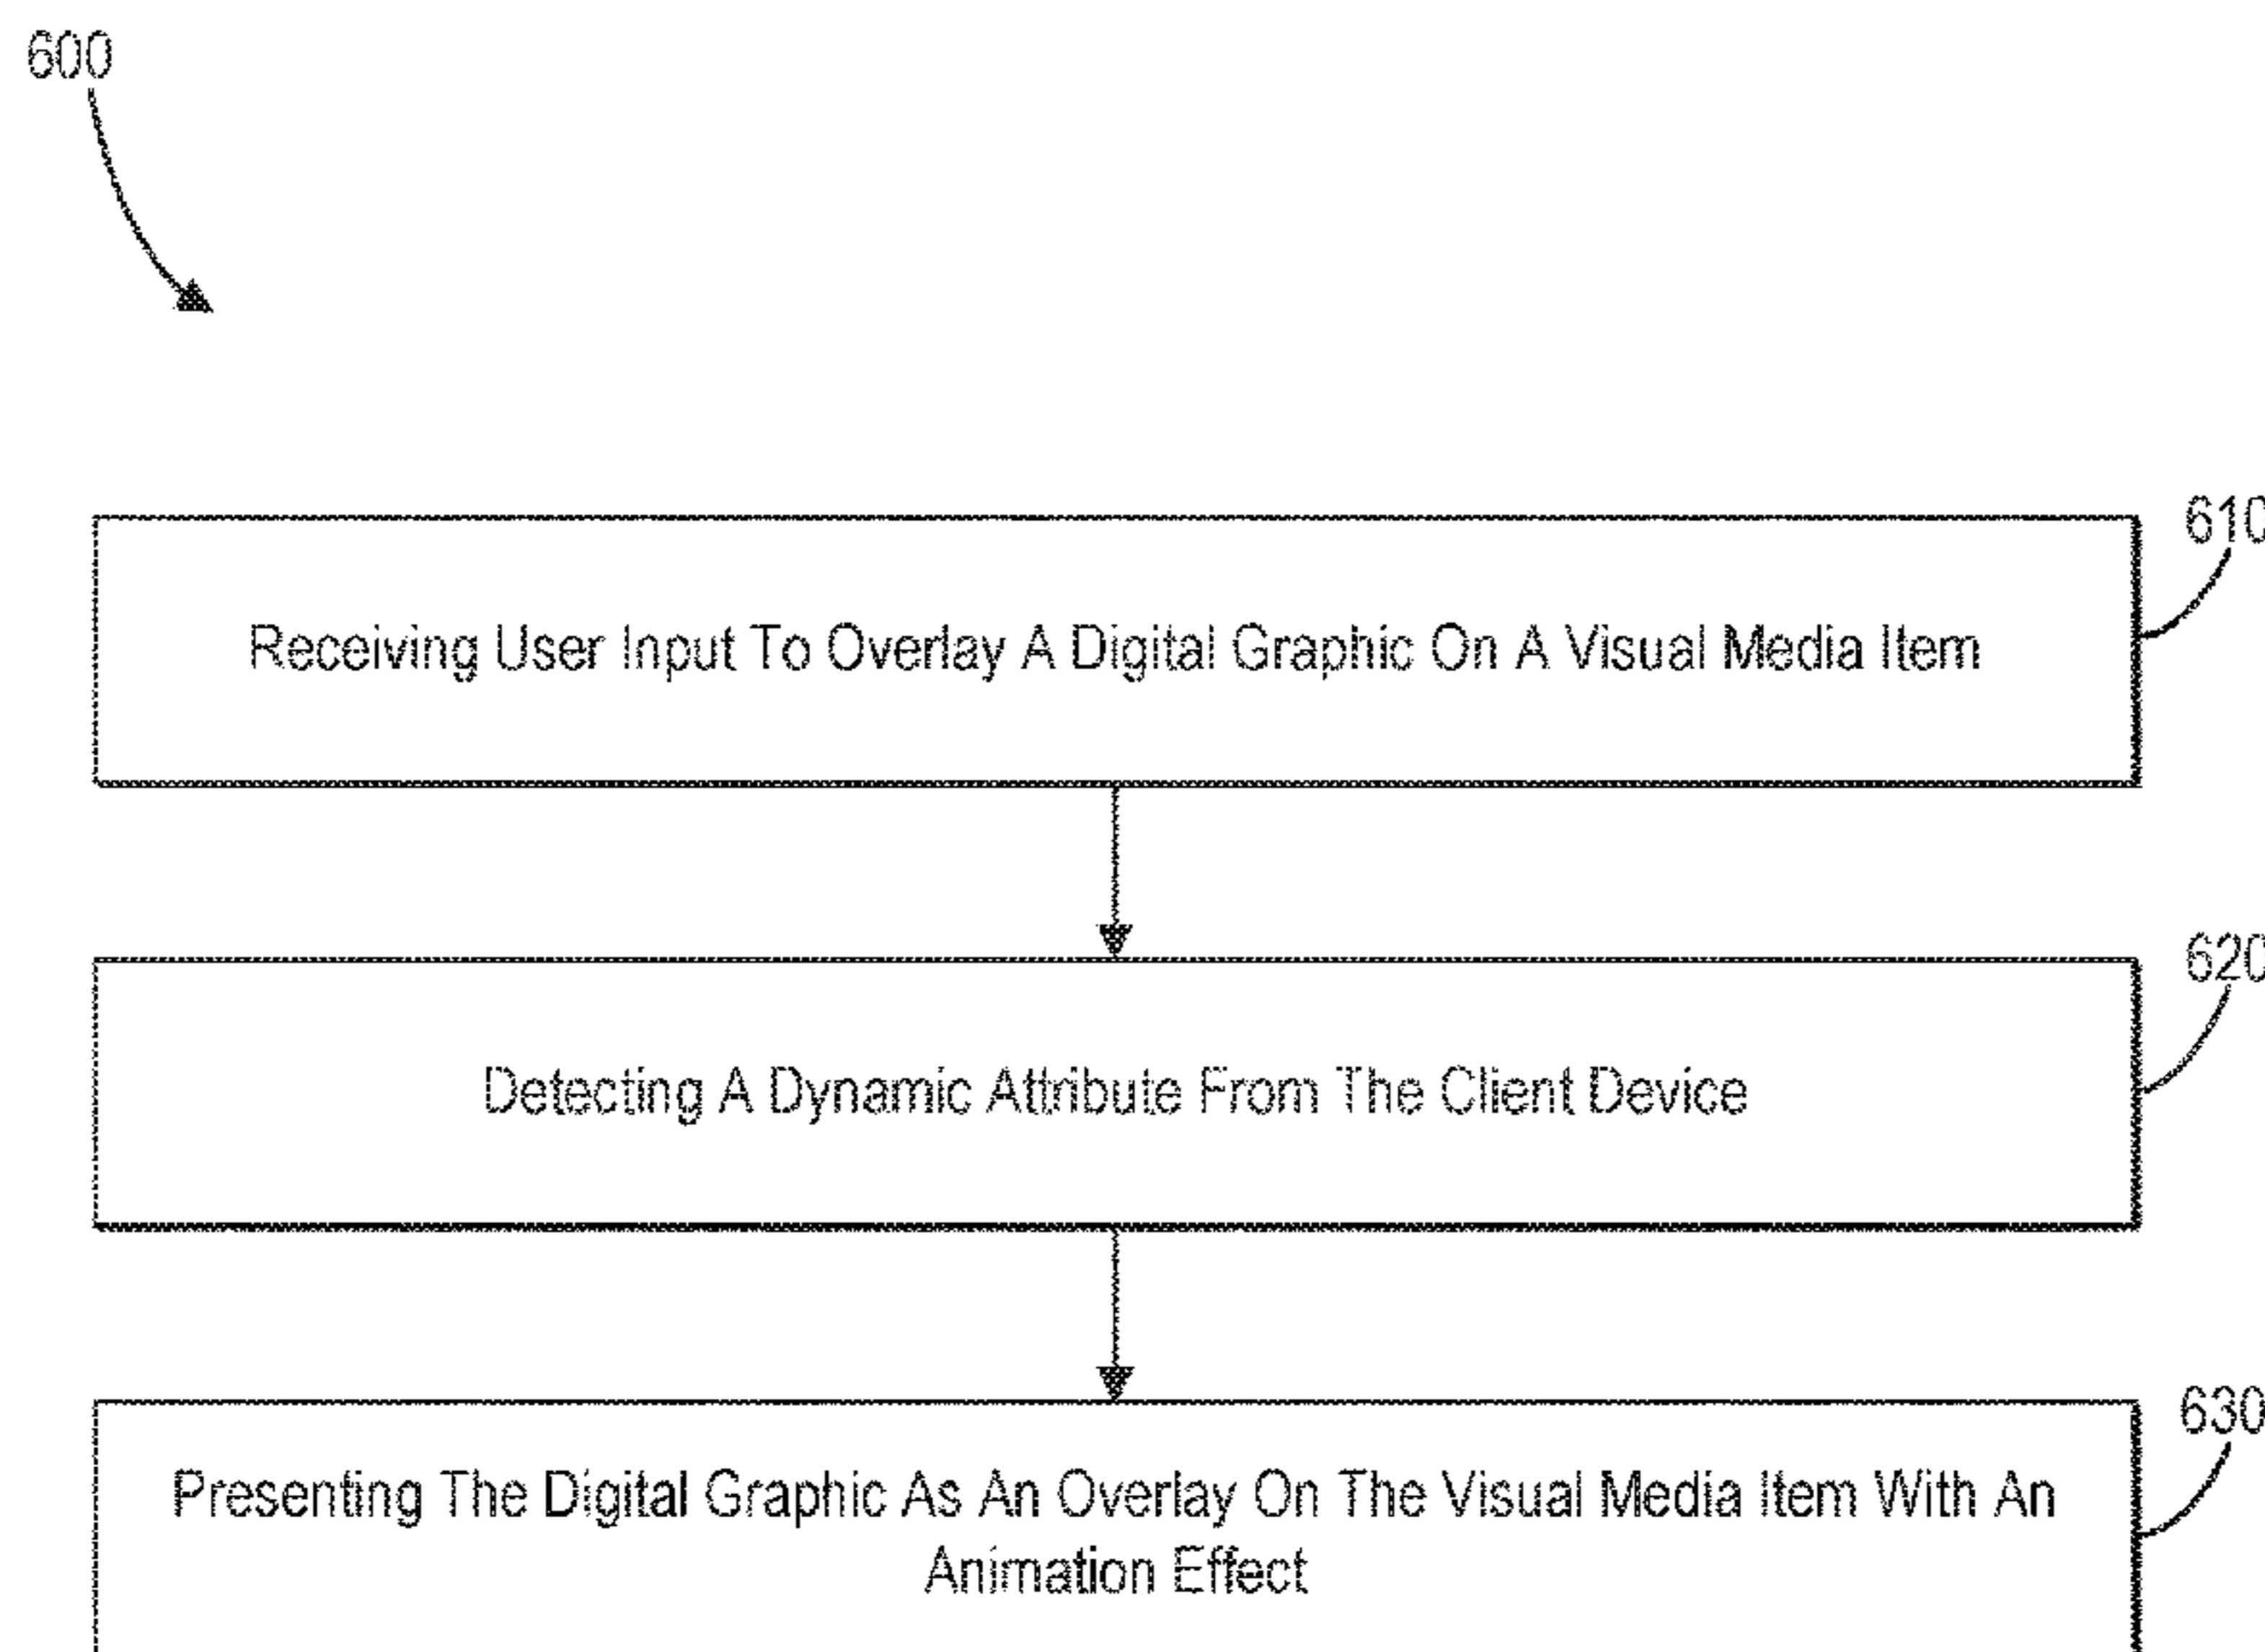 600
610
Receiving User Input To Overlay A Digital Graphic On A Visual Media Item
620
Detecting A Dynamic Attribute From The Client Device
630
Presenting The Digital Graphic As An Overlay On The Visual Media Item With An
Animation Effect